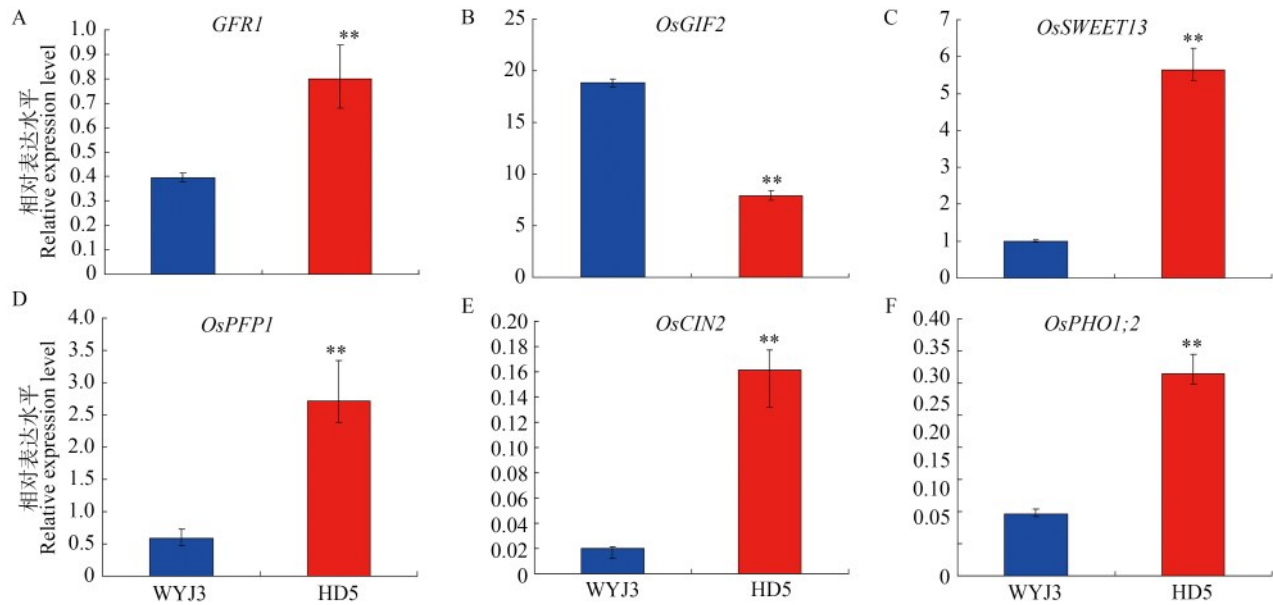 A
GFR1
1.0
0.9
**
0.8
0.7
0.6
0.5
0.4
0.3
0.2
0.1
0
相对表达水平
Relative expression level
B
OsGIF2
25
20
15
10
5
0
**
C
OsSWEET13
7
6
5
4
3
2
1
0
**
D
OsPFP1
4.0
3.5
3.0
2.5
2.0
1.5
1.0
0.5
0
**
相对表达水平
Relative expression level
WYJ3
HD5
E
OsCIN2
0.20
0.18
0.16
0.14
0.12
0.10
0.08
0.06
0.04
0.02
0
**
WYJ3
HD5
F
OsPHO1;2
0.40
0.35
0.30
0.25
0.20
0.15
0.10
0.05
0
**
WYJ3
HD5